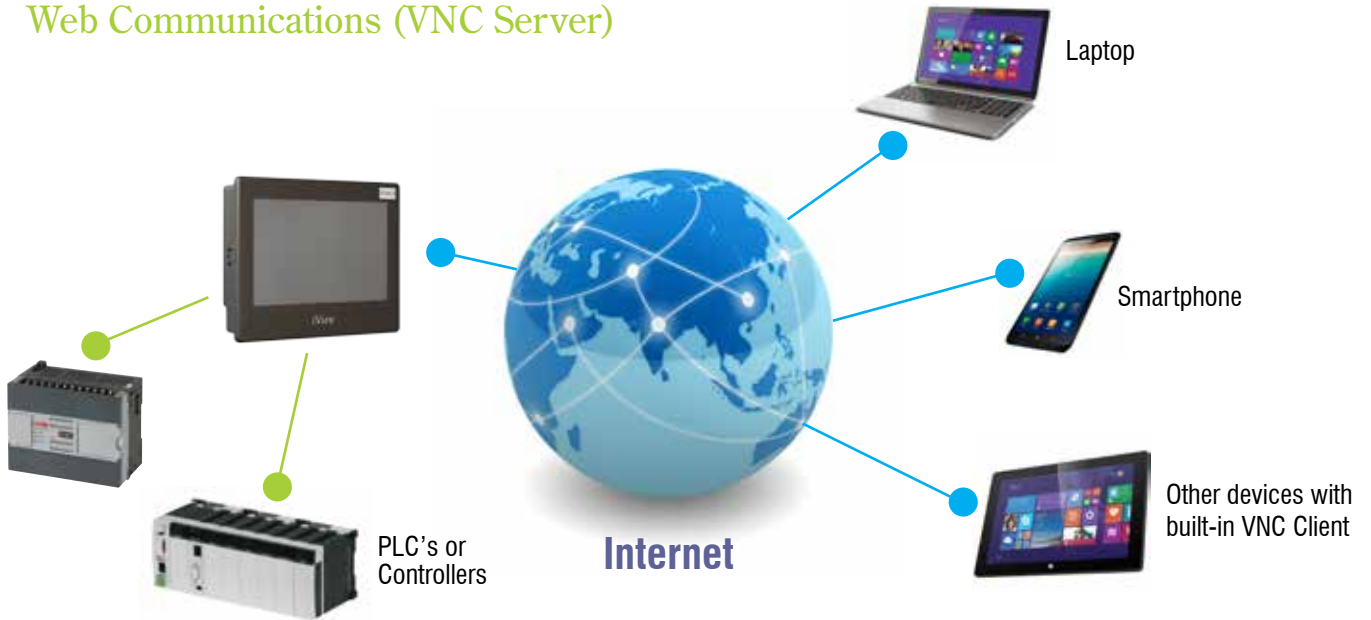 Web Communications (VNC Server)
Laptop
Smartphone
Other devices with
built-in VNC Client
Internet
PLC's or
Controllers